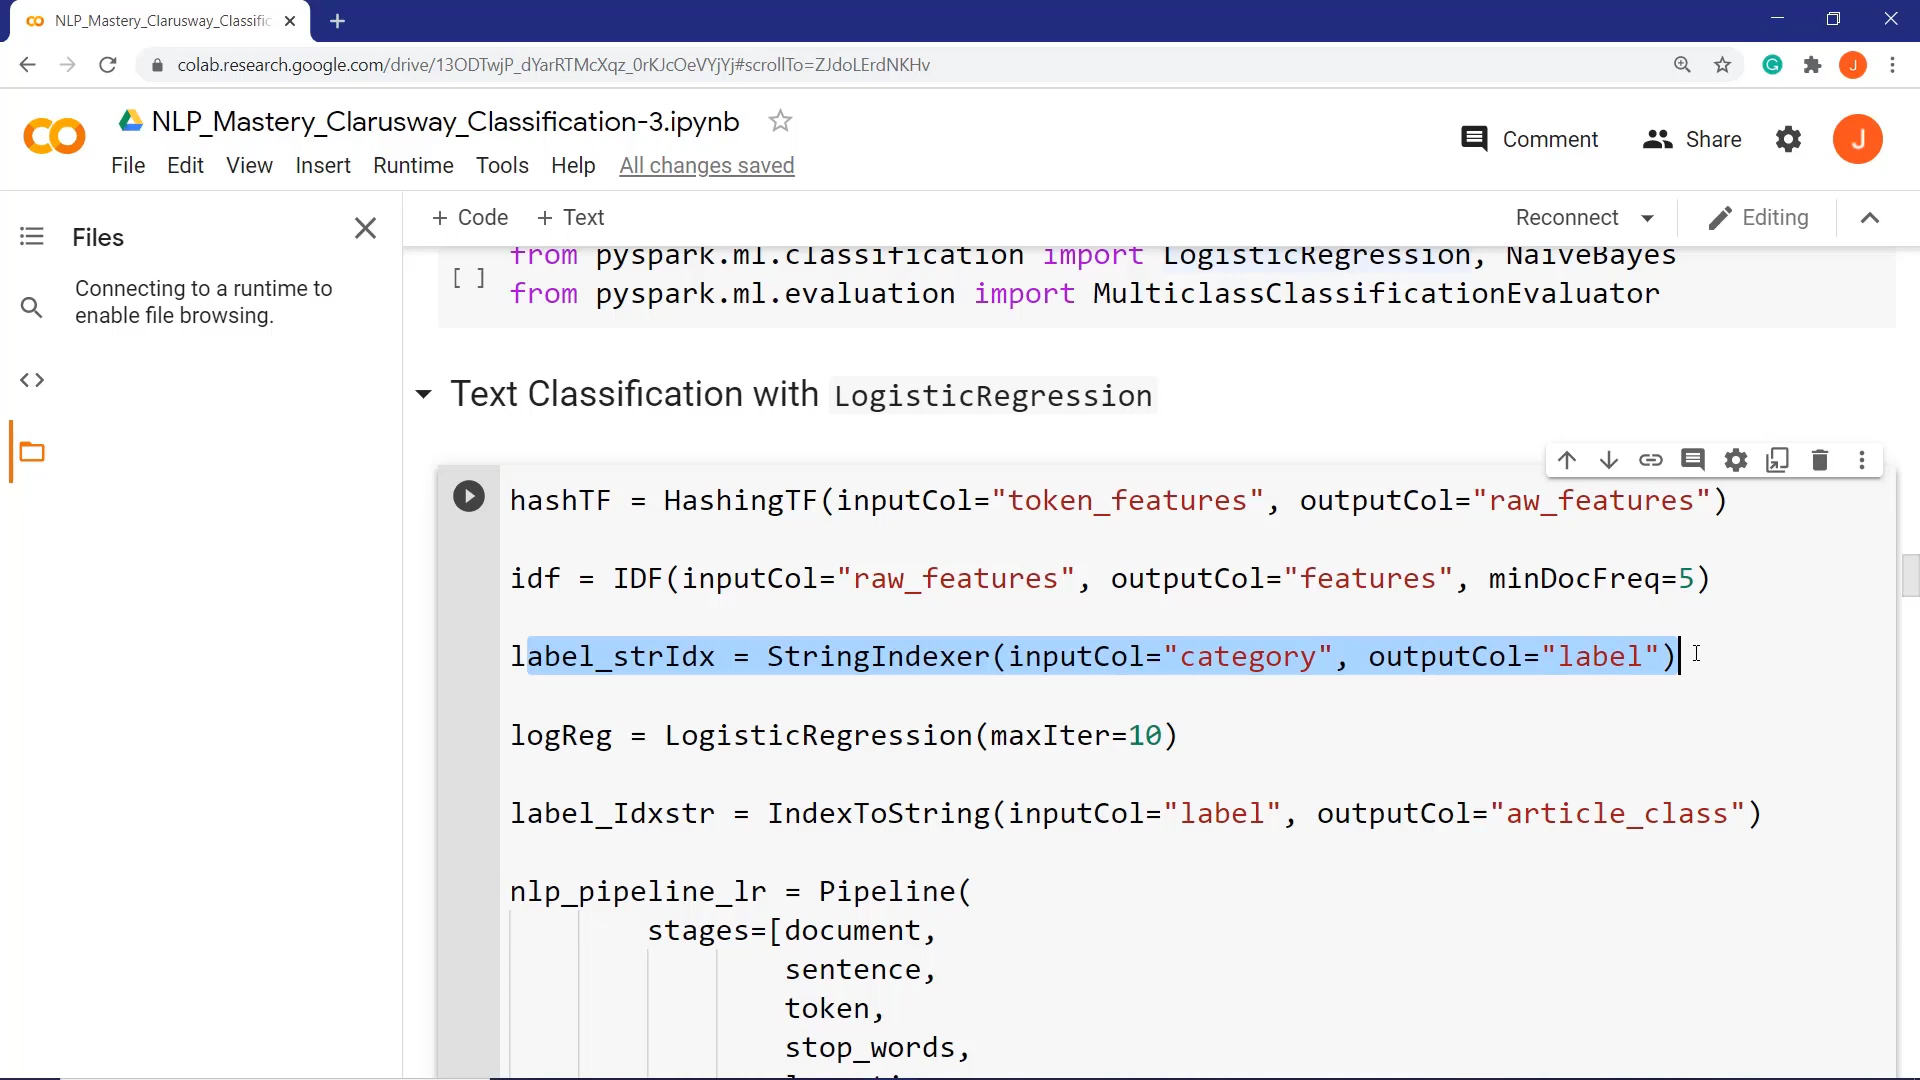 NLP_Mastery_Clarusway_Classific
colab.research.google.com/drive/13ODTwjP_dYarRTMcXqz_0rKJcOeVYjYj#scrollTo=ZJdoLErdNKHv
NLP_Mastery_Clarusway_Classification-3.ipynb
Comment
Share
J
File Edit View Insert Runtime Tools Help All changes saved
Files
+ Code + Text
Reconnect
Editing
Connecting to a runtime to
enable file browsing.
from pyspark.ml.classification import LogisticRegression, NaiveBayes
[ ] from pyspark.ml.evaluation import MulticlassClassificationEvaluator
Text Classification with LogisticRegression
hashTF = HashingTF(inputCol="token_features", outputCol="raw_features")
idf = IDF(inputCol="raw_features", outputCol="features", minDocFreq=5)
label_strIdx = StringIndexer(inputCol="category", outputCol="label")
logReg = LogisticRegression(maxIter=10)
label_Idxstr = IndexToString(inputCol="label", outputCol="article_class")
nlp_pipeline_lr = Pipeline(
stages=[document,
sentence,
token,
stop_words,